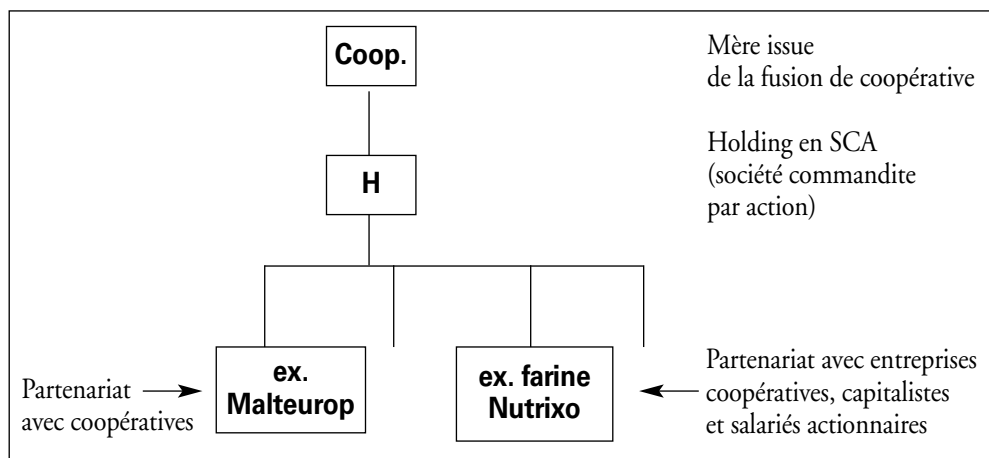 Coop.
Mère issue
de la fusion de coopérative
H
Holding en SCA
(société commandite
par action)
Partenariat
avec coopératives
ex.
Malteurop
ex. farine
Nutrixo
Partenariat avec entreprises
coopératives, capitalistes
et salariés actionnaires